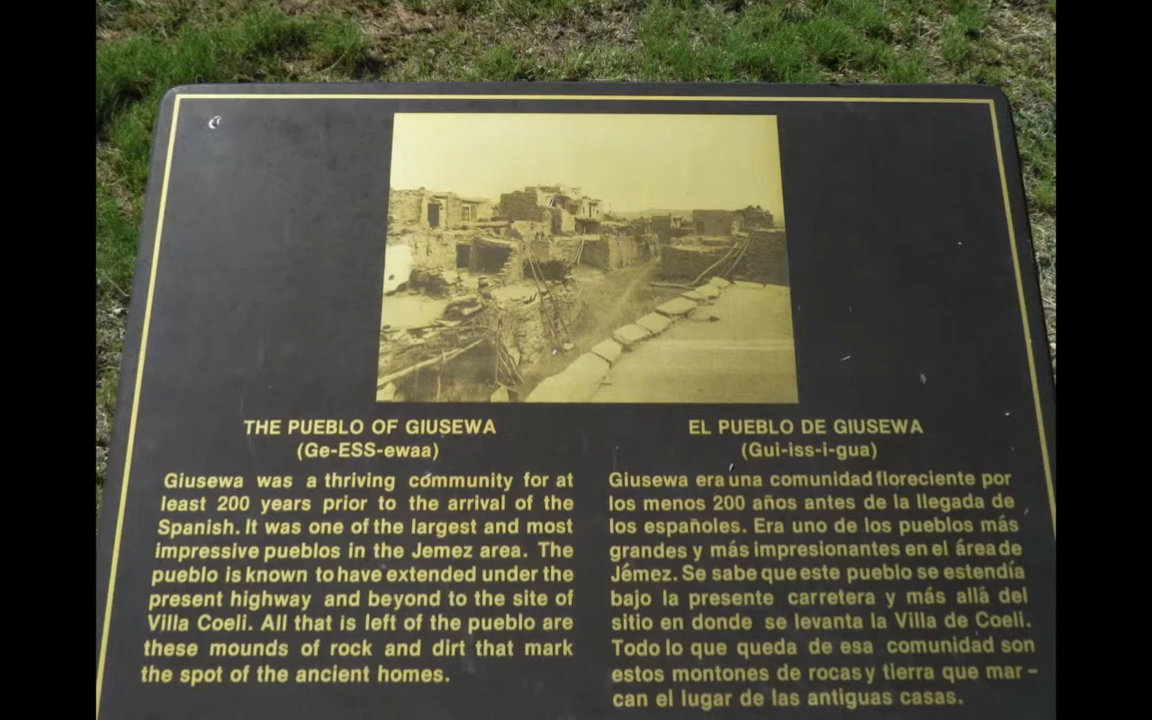 THE PUEBLO OF GIUSEWA
(Ge-ESS-ewaa)
Giusewa was a thriving community for at
least 200 years prior to the arrival of the
Spanish. It was one of the largest and most
impressive pueblos in the Jemez area. The
pueblo is known to have extended under the
present highway and beyond to the site of
Villa Coeli. All that is left of the pueblo are
these mounds of rock and dirt that mark
the spot of the ancient homes.
EL PUEBLO DE GIUSEWA
(Gui-iss-i-gua)
Giusewa era una comunidad floreciente por
los menos 200 años antes de la llegada de
los españoles. Era uno de los pueblos más
grandes y más impresionantes en el área de
Jémez. Se sabe que este pueblo se estendía
bajo la presente carretera y más allá del
sitio en donde se levanta la Villa de Coeli.
Todo lo que queda de esa comunidad son
estos montones de rocas y tierra que mar-
can el lugar de las antiguas casas.